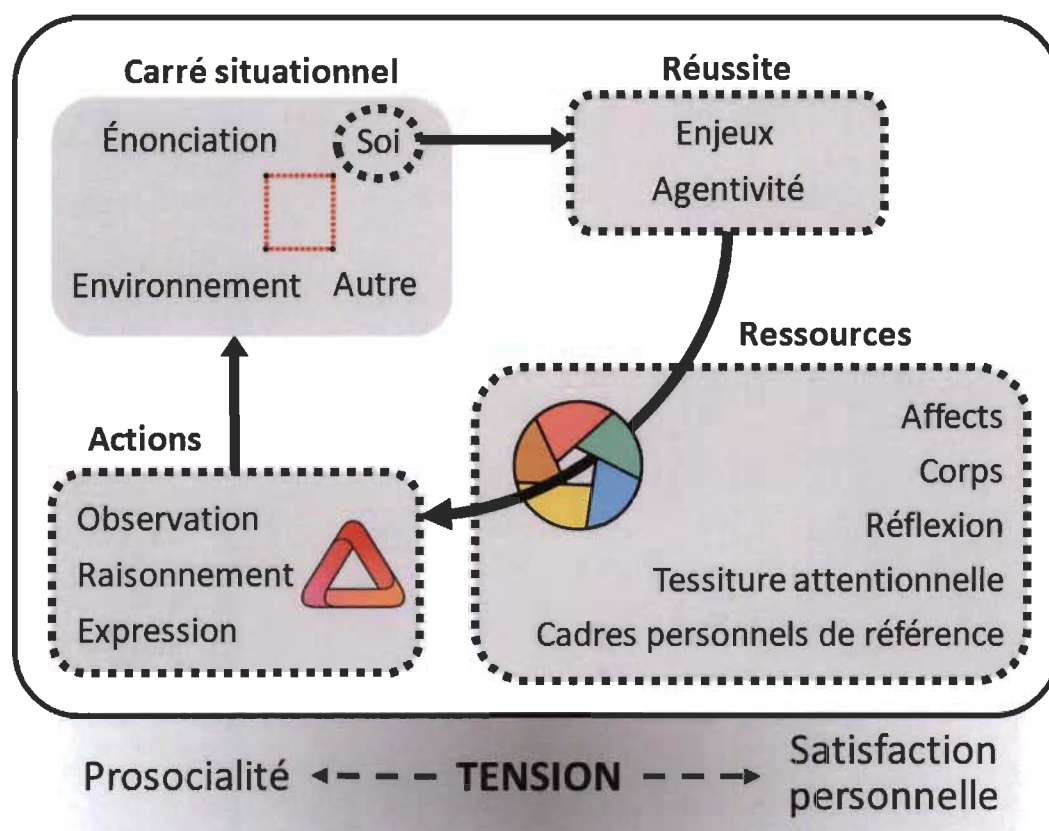 Carré situationnel
Énonciation
Soi
Environnement
Autre
Réussite
Enjeux
Agentivité
Ressources
Affects
Corps
Réflexion
Tessiture attentionnelle
Cadres personnels de référence
Actions
Observation
Raisonnement
Expression
Prosocialité
TENSION
Satisfaction
personnelle